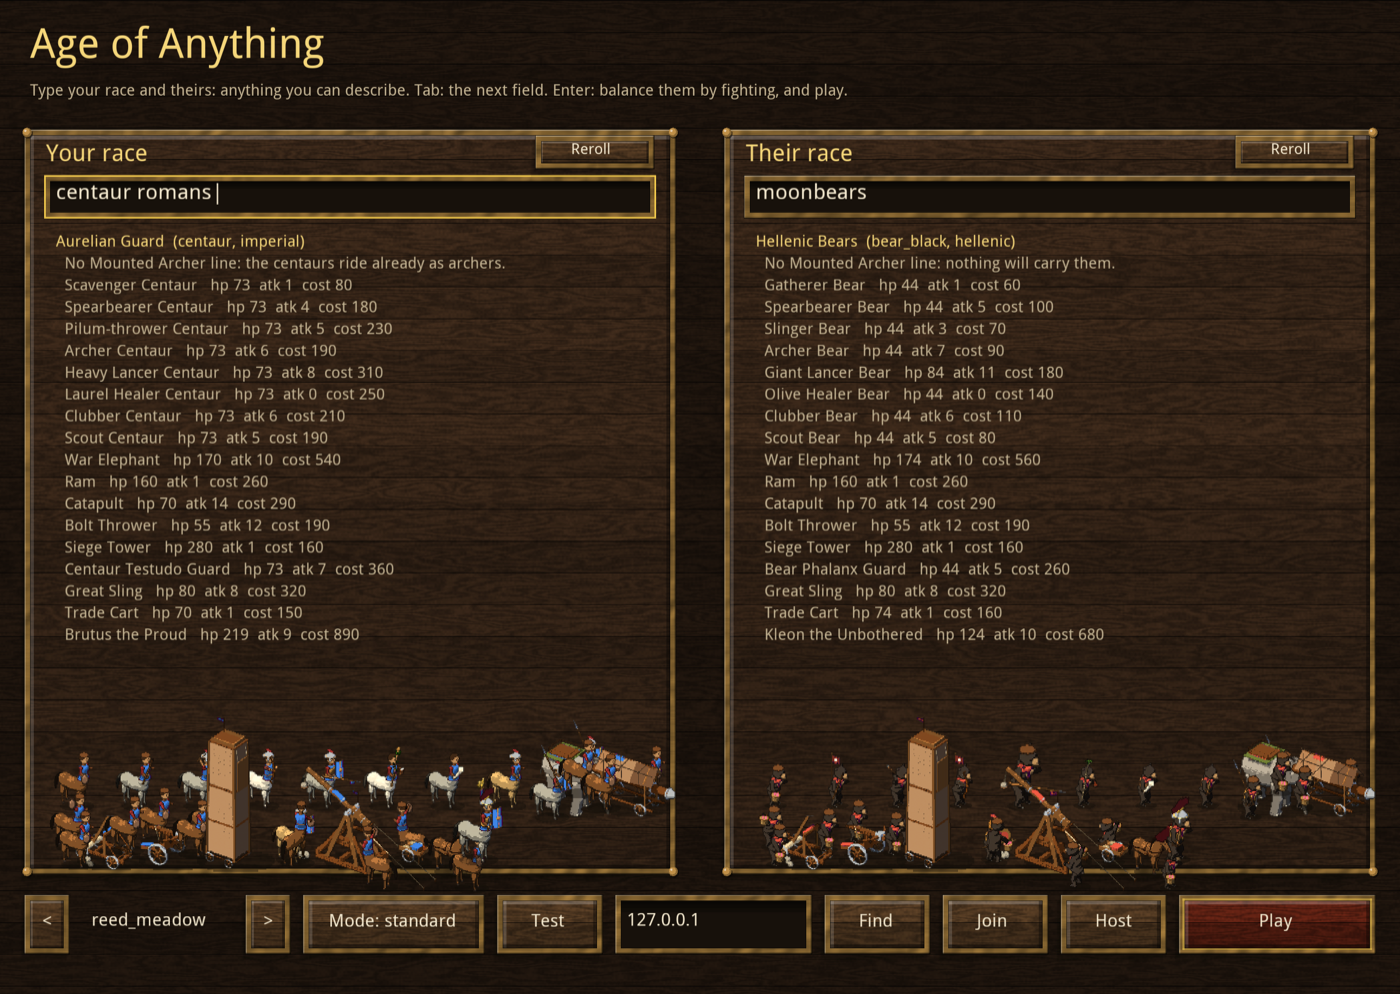 Age of Anything
Type your race and theirs: anything you can describe. Tab: the next field. Enter: balance them by fighting, and play.
Your race
Reroll
centaur romans
Aurelian Guard (centaur, imperial)
No Mounted Archer line: the centaurs ride already as archers.
Scavenger Centaur hp 73 atk 1 cost 80
Spearbearer Centaur hp 73 atk 4 cost 180
Pilum-thrower Centaur hp 73 atk 5 cost 230
Archer Centaur hp 73 atk 6 cost 190
Heavy Lancer Centaur hp 73 atk 8 cost 310
Laurel Healer Centaur hp 73 atk 0 cost 250
Clubber Centaur hp 73 atk 6 cost 210
Scout Centaur hp 73 atk 5 cost 190
War Elephant hp 170 atk 10 cost 540
Ram hp 160 atk 1 cost 260
Catapult hp 70 atk 14 cost 290
Bolt Thrower hp 55 atk 12 cost 190
Siege Tower hp 280 atk 1 cost 160
Centaur Testudo Guard hp 73 atk 7 cost 360
Great Sling hp 80 atk 8 cost 320
Trade Cart hp 70 atk 1 cost 150
Brutus the Proud hp 219 atk 9 cost 890
Their race
Reroll
moonbears
Hellenic Bears (bear_black, hellenic)
No Mounted Archer line: nothing will carry them.
Gatherer Bear hp 44 atk 1 cost 60
Spearbearer Bear hp 44 atk 5 cost 100
Slinger Bear hp 44 atk 3 cost 70
Archer Bear hp 44 atk 7 cost 90
Giant Lancer Bear hp 84 atk 11 cost 180
Olive Healer Bear hp 44 atk 0 cost 140
Clubber Bear hp 44 atk 6 cost 110
Scout Bear hp 44 atk 5 cost 80
War Elephant hp 174 atk 10 cost 560
Ram hp 160 atk 1 cost 260
Catapult hp 70 atk 14 cost 290
Bolt Thrower hp 55 atk 12 cost 190
Siege Tower hp 280 atk 1 cost 160
Bear Phalanx Guard hp 44 atk 5 cost 260
Great Sling hp 80 atk 8 cost 320
Trade Cart hp 74 atk 1 cost 160
Kleon the Unbothered hp 124 atk 10 cost 680
< reed_meadow > Mode: standard Test 127.0.0.1 Find Join Host Play